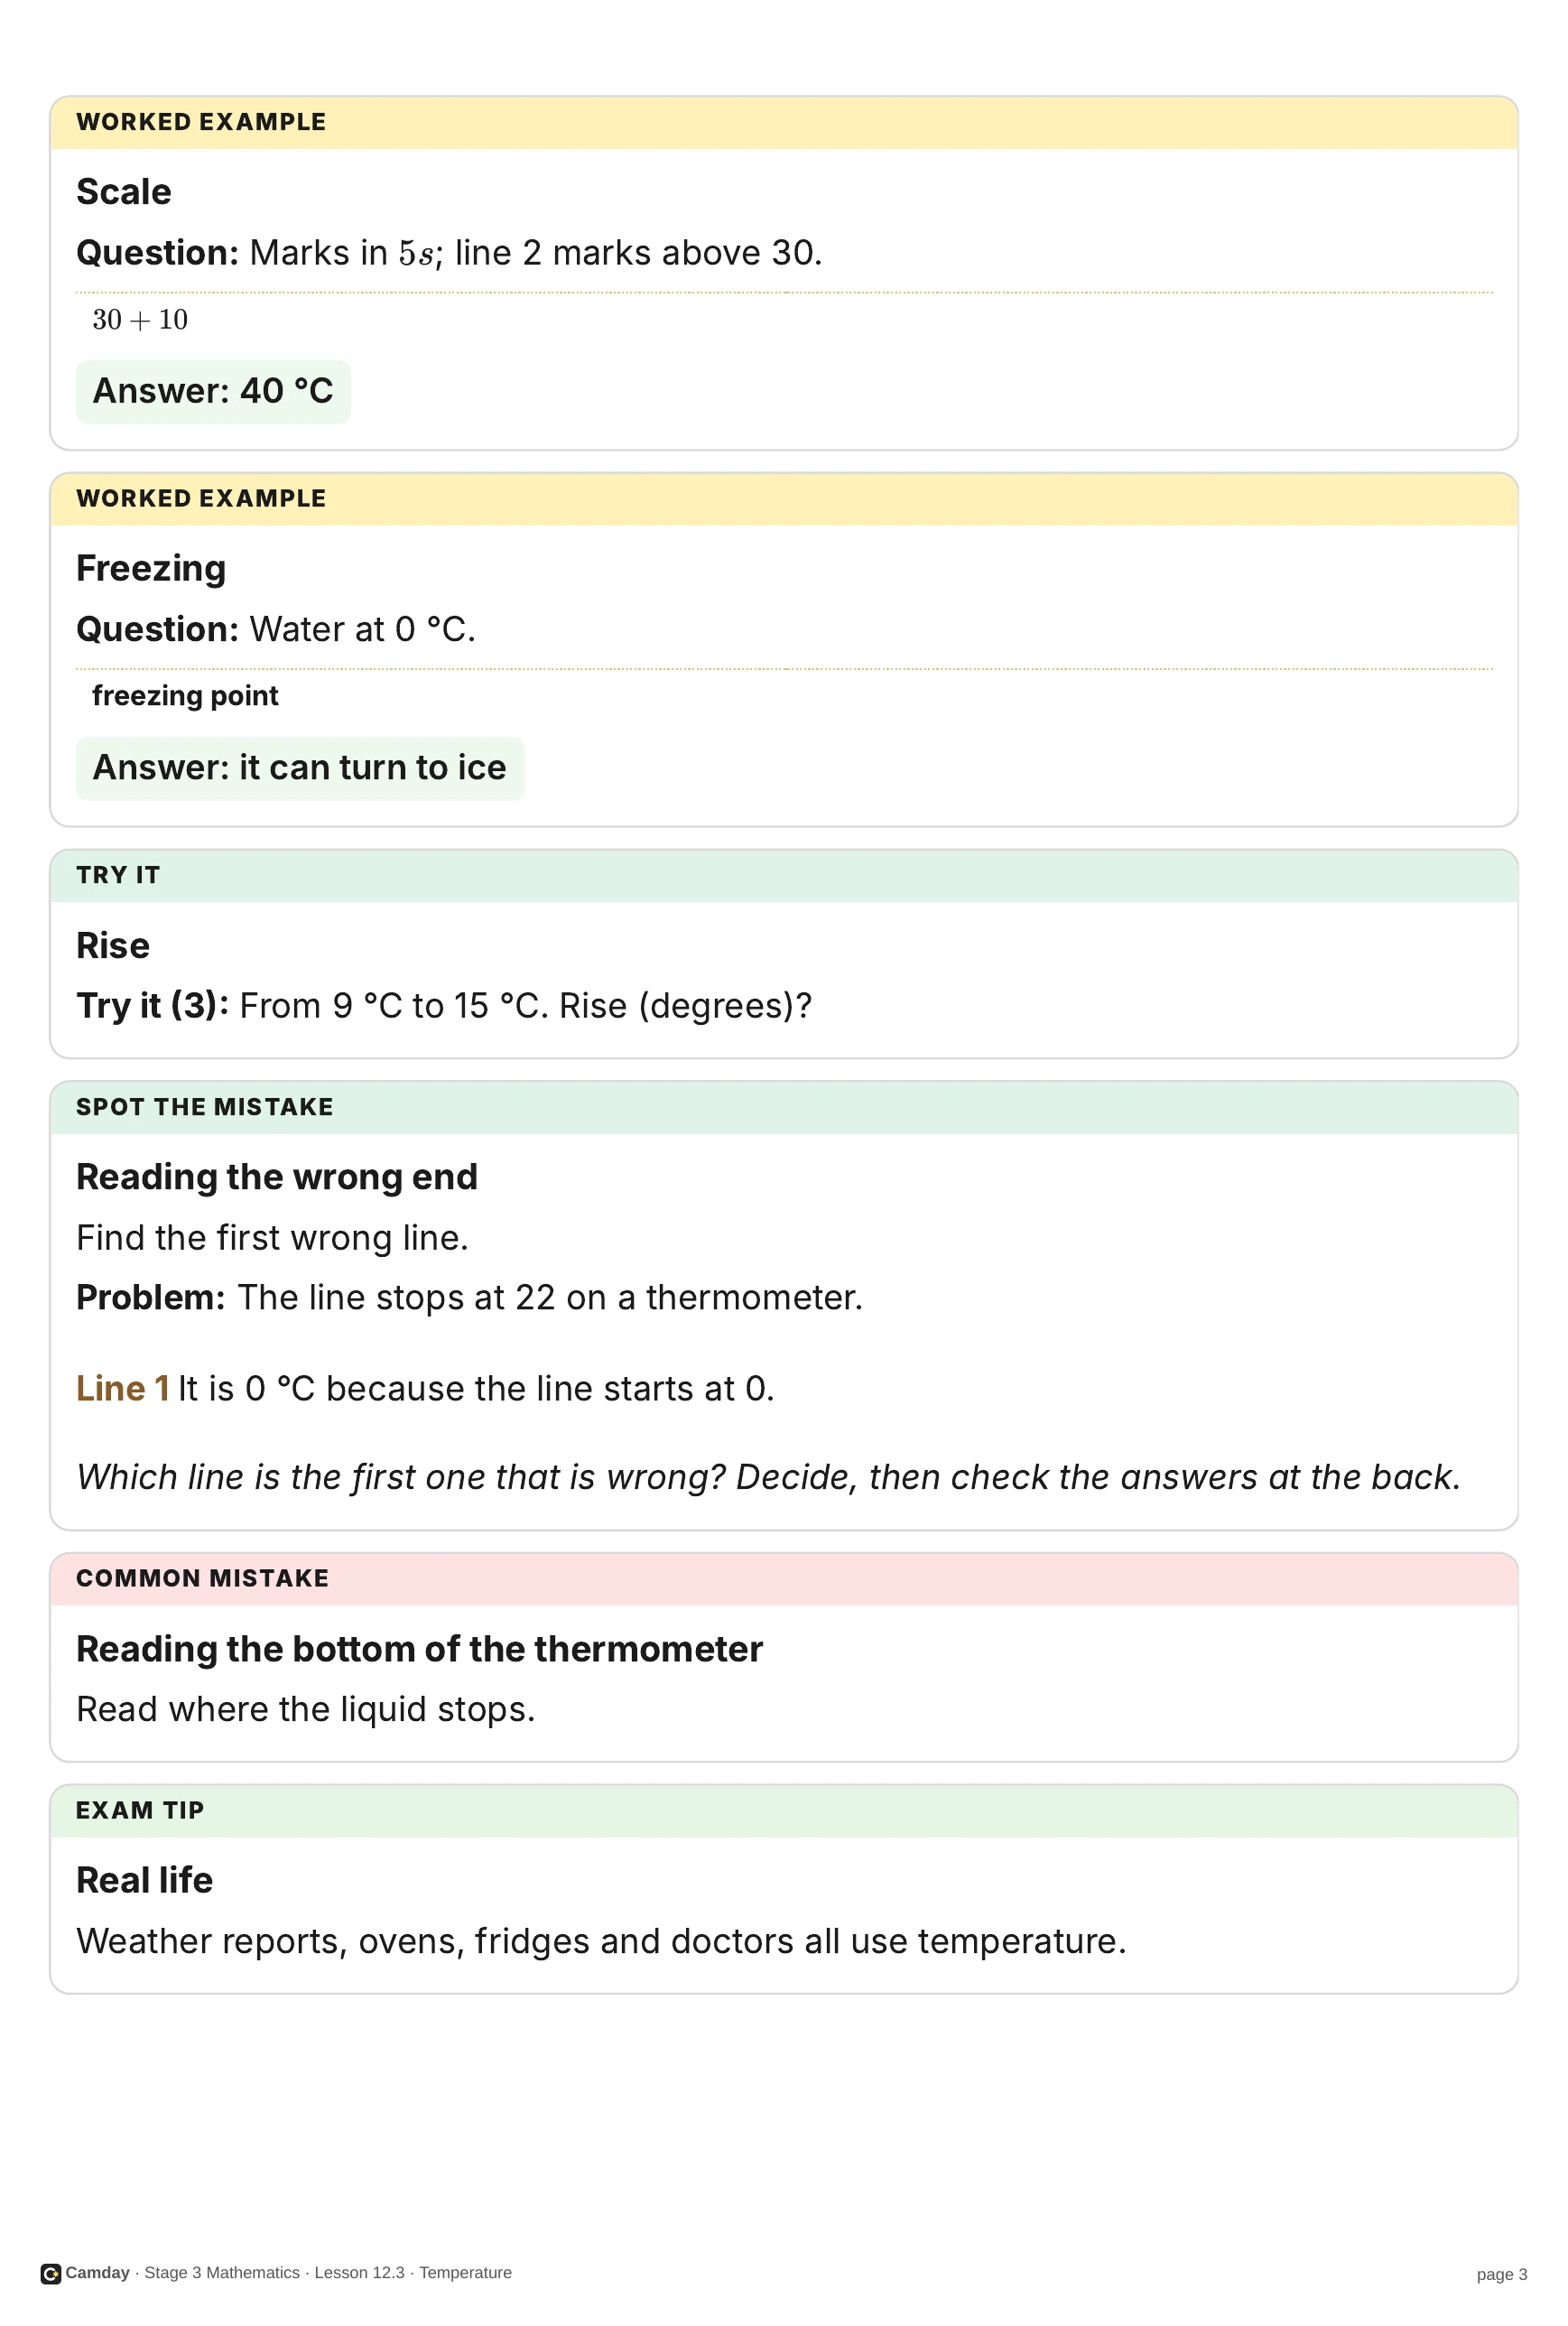 WORKED EXAMPLE
Scale
Question: Marks in 5s; line 2 marks above 30.
30 + 10
Answer: 40 °C
WORKED EXAMPLE
Freezing
Question: Water at 0 °C.
freezing point
Answer: it can turn to ice
TRY IT
Rise
Try it (3): From 9 °C to 15 °C. Rise (degrees)?
SPOT THE MISTAKE
Reading the wrong end
Find the first wrong line.
Problem: The line stops at 22 on a thermometer.
Line 1 It is 0 °C because the line starts at 0.
Which line is the first one that is wrong? Decide, then check the answers at the back.
COMMON MISTAKE
Reading the bottom of the thermometer
Read where the liquid stops.
EXAM TIP
Real life
Weather reports, ovens, fridges and doctors all use temperature.
Camday · Stage 3 Mathematics · Lesson 12.3 · Temperature
page 3